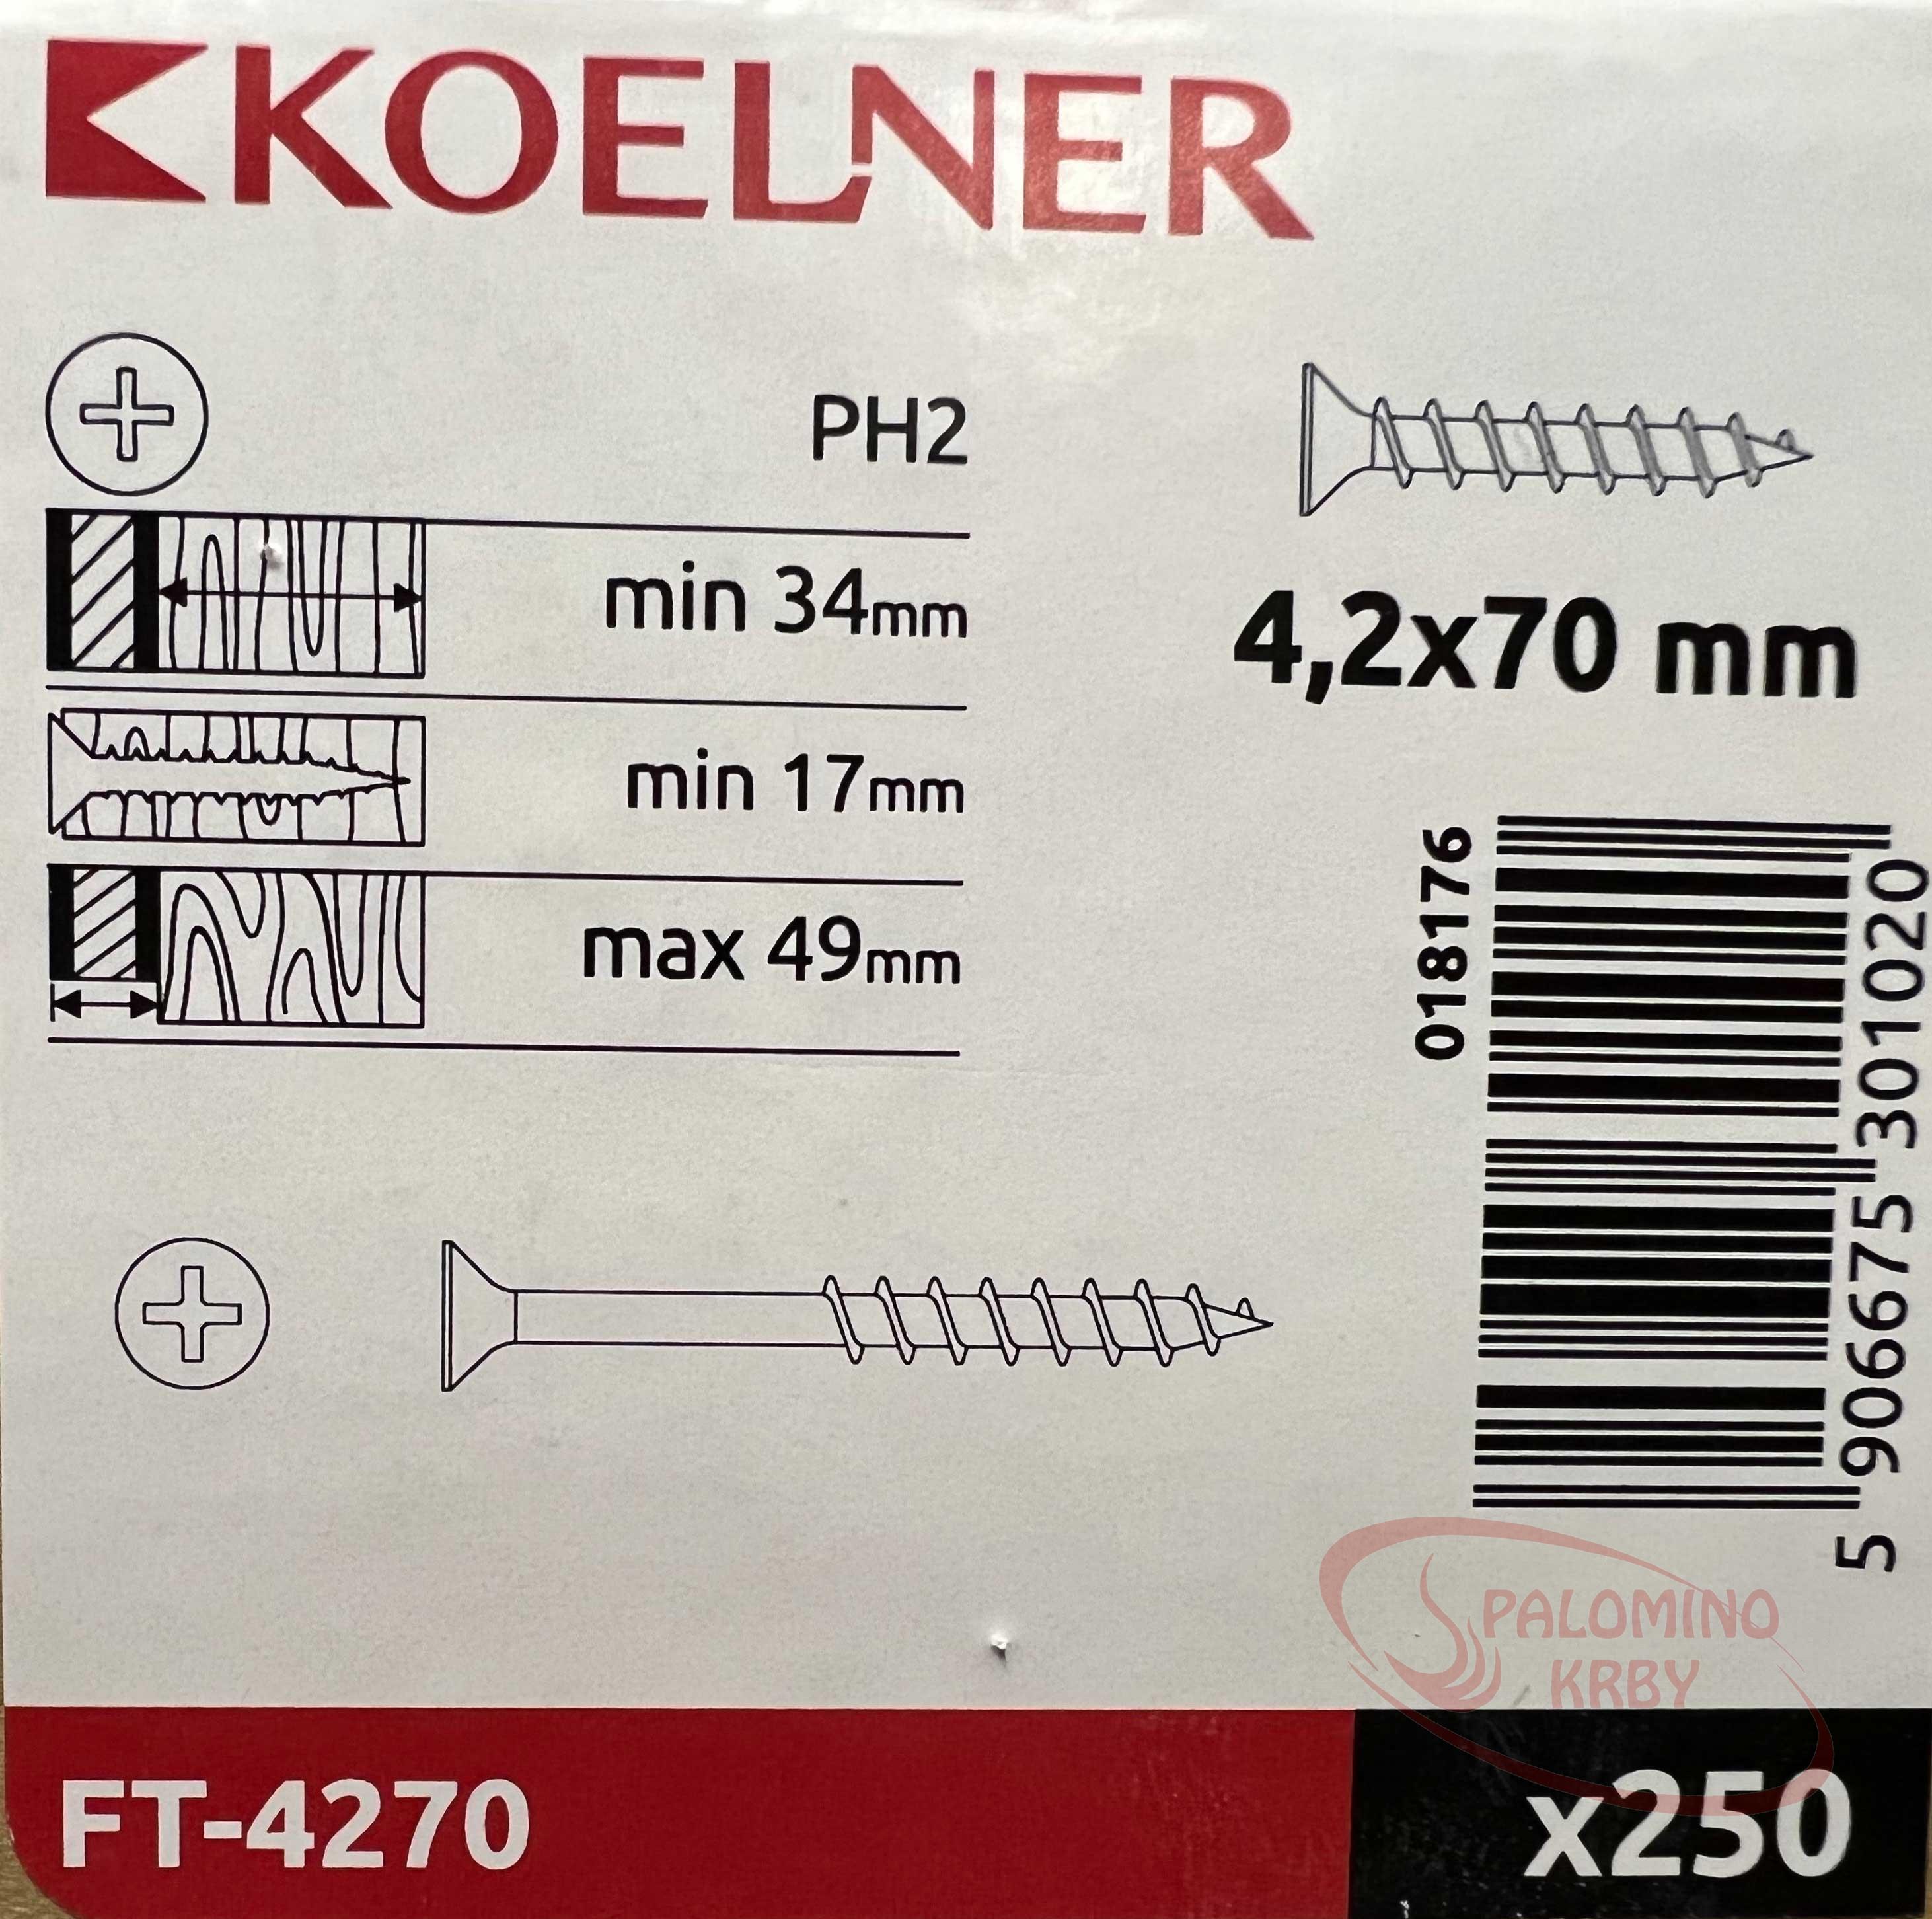 KOELNER
PH2
min 34mm
4,2x70 mm
min 17mm
max 49mm
018176
5 906675 301020
PALOMINO
KRBY
FT-4270
x250